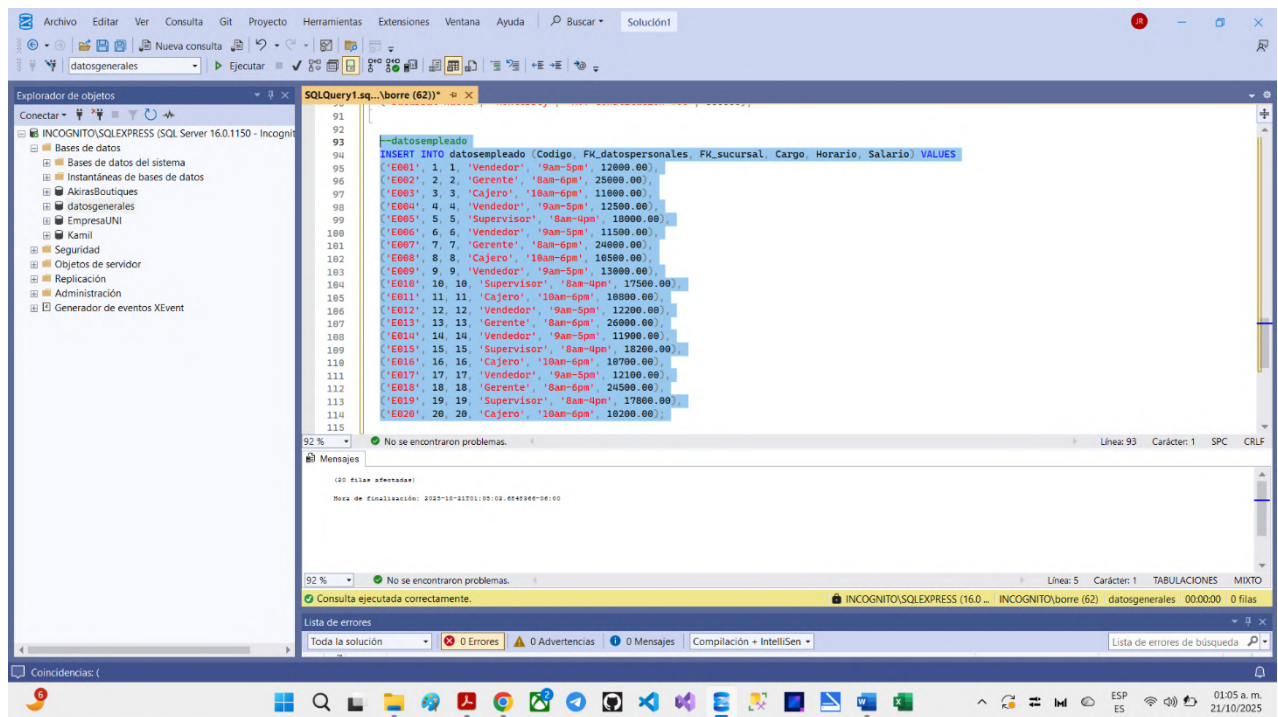 Archivo Editar Ver Consulta Git Proyecto Herramientas Extensiones Ventana Ayuda Buscar Solución1 JR
Nueva consulta
datosgenerales Ejecutar
Explorador de objetos
Conectar
INCOGNITO\SQLEXPRESS (SQL Server 16.0.1150 - Incognit
Bases de datos
Bases de datos del sistema
Instantáneas de bases de datos
AkirasBoutiques
datosgenerales
EmpresaUNI
Kamil
Seguridad
Objetos de servidor
Replicación
Administración
Generador de eventos XEvent
SQLQuery1.sq...\borre (62))*
91
92
93 --datosempleado
94 INSERT INTO datosempleado (Codigo, FK_datospersonales, FK_sucursal, Cargo, Horario, Salario) VALUES
95 ('E001', 1, 1, 'Vendedor', '9am-5pm', 12000.00),
96 ('E002', 2, 2, 'Gerente', '8am-6pm', 25000.00),
97 ('E003', 3, 3, 'Cajero', '10am-6pm', 11000.00),
98 ('E004', 4, 4, 'Vendedor', '9am-5pm', 12500.00),
99 ('E005', 5, 5, 'Supervisor', '8am-4pm', 18000.00),
100 ('E006', 6, 6, 'Vendedor', '9am-5pm', 11500.00),
101 ('E007', 7, 7, 'Gerente', '8am-6pm', 24000.00),
102 ('E008', 8, 8, 'Cajero', '10am-6pm', 10500.00),
103 ('E009', 9, 9, 'Vendedor', '9am-5pm', 13000.00),
104 ('E010', 10, 10, 'Supervisor', '8am-4pm', 17500.00),
105 ('E011', 11, 11, 'Cajero', '10am-6pm', 10800.00),
106 ('E012', 12, 12, 'Vendedor', '9am-5pm', 12200.00),
107 ('E013', 13, 13, 'Gerente', '8am-6pm', 26000.00),
108 ('E014', 14, 14, 'Vendedor', '9am-5pm', 11900.00),
109 ('E015', 15, 15, 'Supervisor', '8am-4pm', 18200.00),
110 ('E016', 16, 16, 'Cajero', '10am-6pm', 10700.00),
111 ('E017', 17, 17, 'Vendedor', '9am-5pm', 12100.00),
112 ('E018', 18, 18, 'Gerente', '8am-6pm', 24500.00),
113 ('E019', 19, 19, 'Supervisor', '8am-4pm', 17800.00),
114 ('E020', 20, 20, 'Cajero', '10am-6pm', 10200.00);
115
92 % No se encontraron problemas. Línea: 93 Carácter: 1 SPC CRLF
Mensajes
(20 filas afectadas)
Hora de finalización: 2025-10-21T01:05:02.6848366-06:00
92 % No se encontraron problemas. Línea: 5 Carácter: 1 TABULACIONES MIXTO
Consulta ejecutada correctamente. INCOGNITO\SQLEXPRESS (16.0 ... INCOGNITO\borre (62) datosgenerales 00:00:00 0 filas
Lista de errores
Toda la solución 0 Errores 0 Advertencias 0 Mensajes Compilación + IntelliSen Lista de errores de búsqueda
Coincidencias: (
6 ESP 01:05 a. m.
ES 21/10/2025